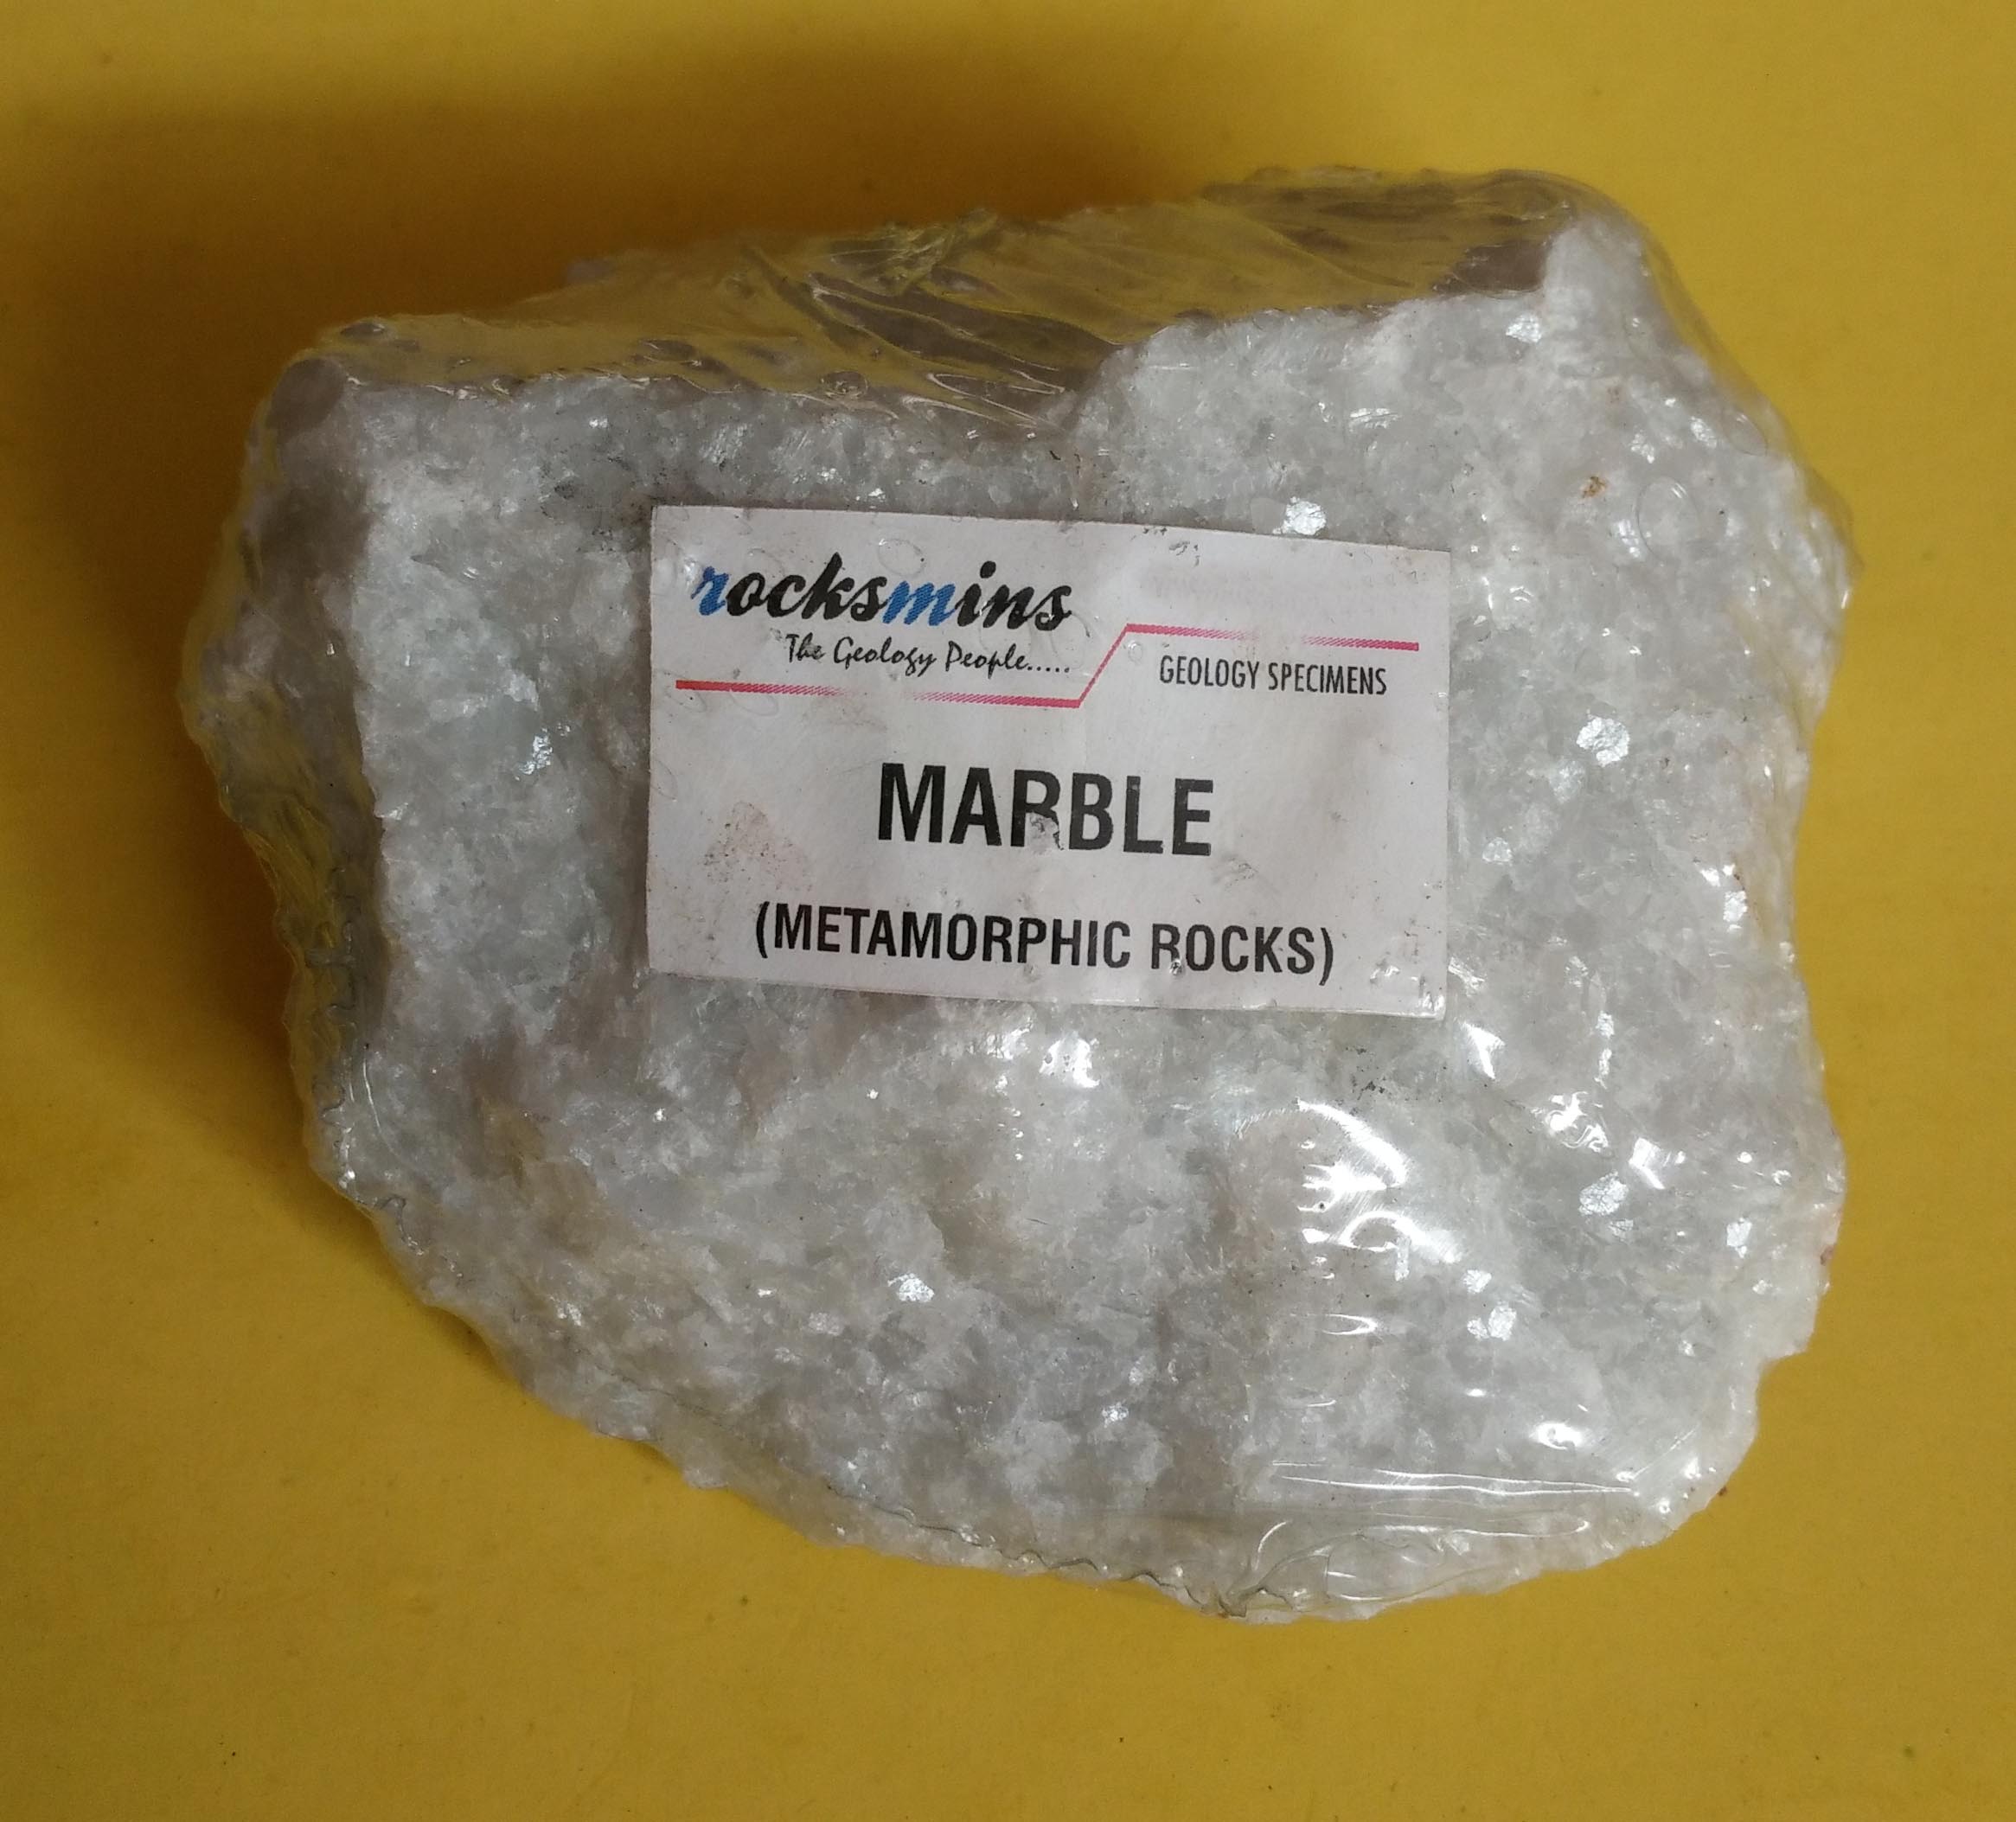 rocksmins
The Geology People.....
GEOLOGY SPECIMENS
MARBLE
(METAMORPHIC ROCKS)